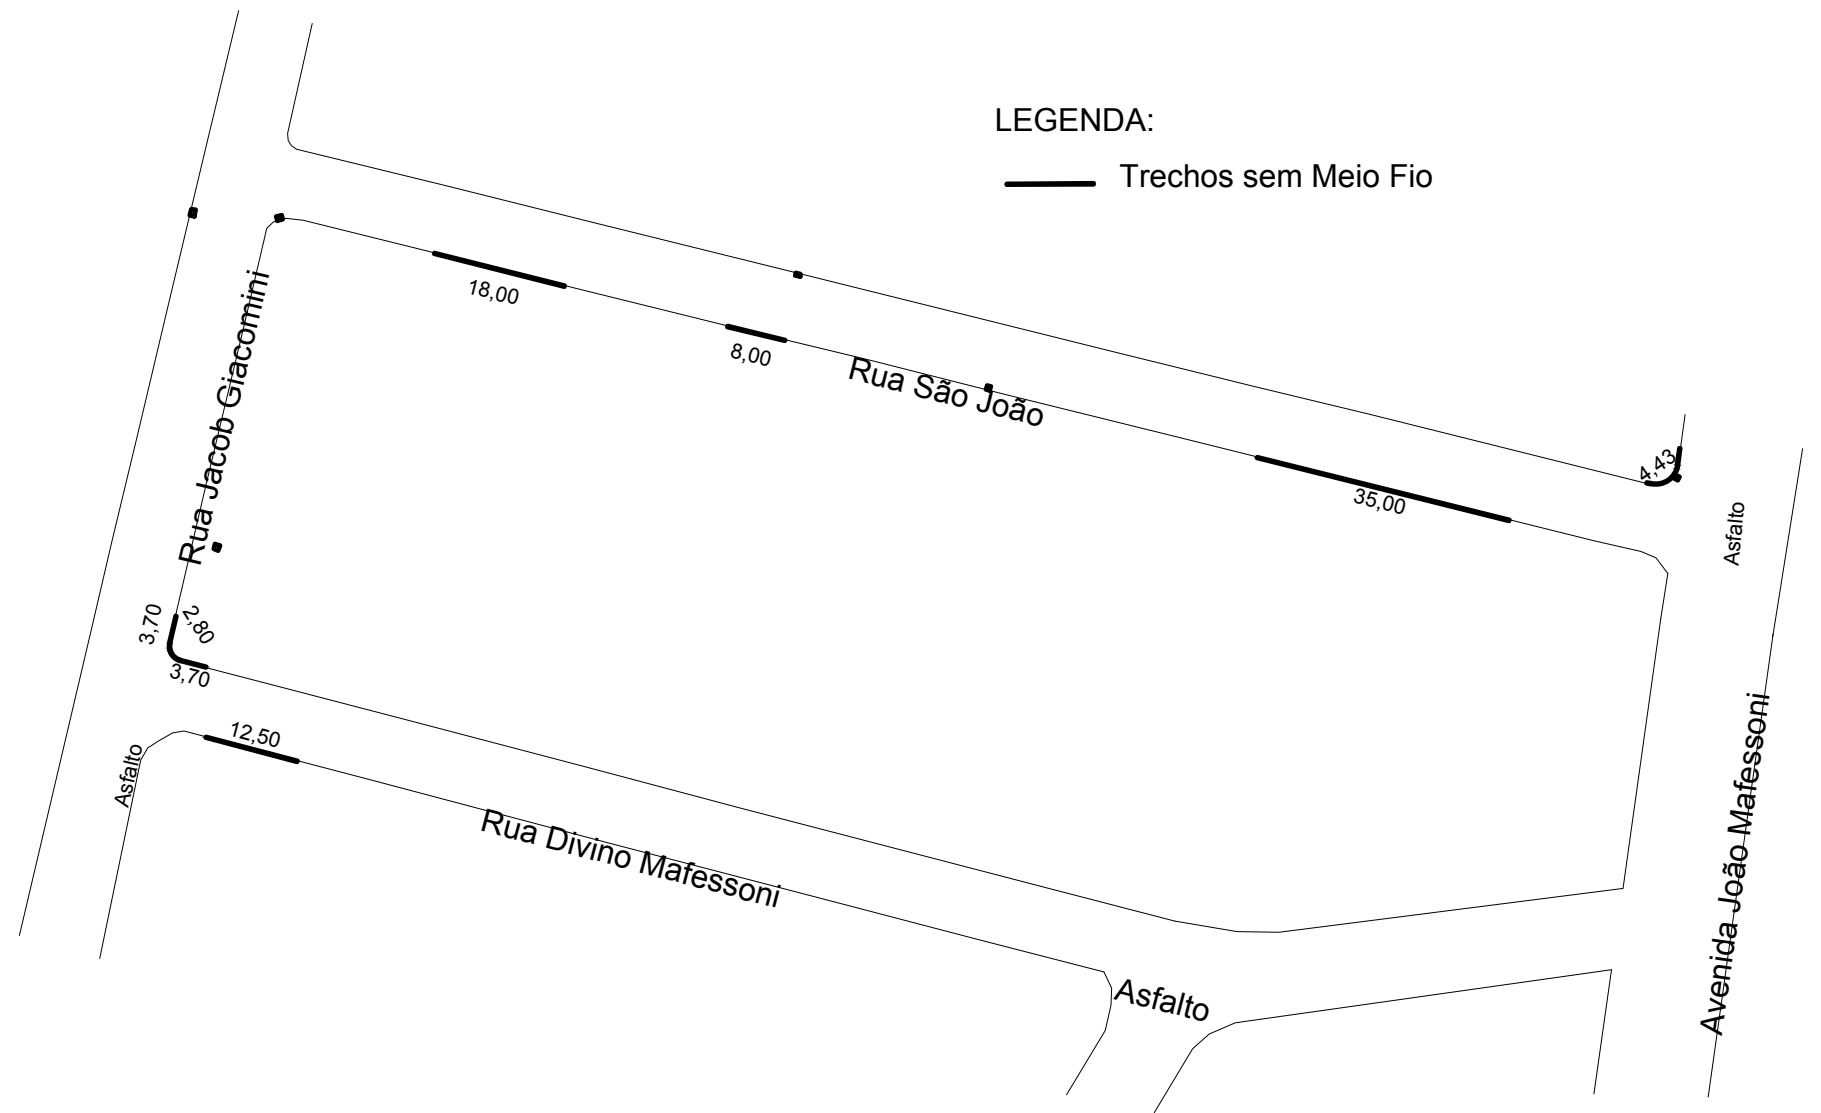 LEGENDA:
Trechos sem Meio Fio
18,00
8,00
Rua São João
35,00
4,43
Asfalto
Rua Jacob Giacomini
3,70
2,80
3,70
12,50
Asfalto
Rua Divino Mafessoni
Asfalto
Avenida João Mafessoni